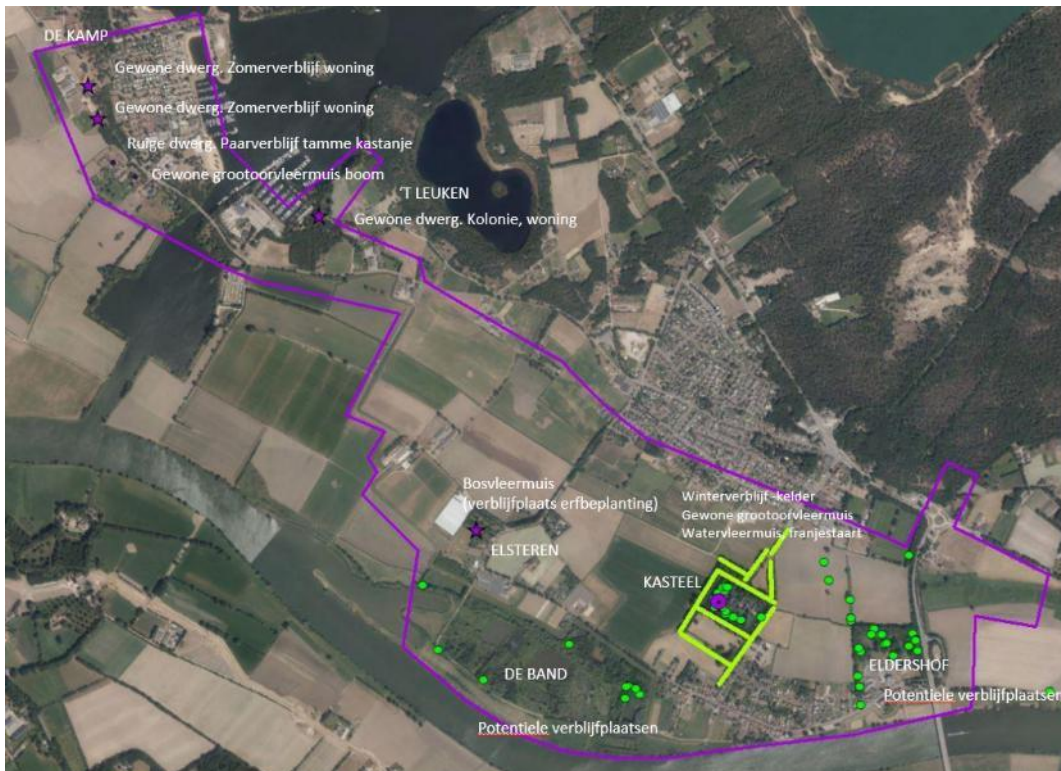 DE KAMP
Gewone dwerg. Zomerverblijf woning
Gewone dwerg. Zomerverblijf woning
Ruige dwerg. Paarverblijf tamme kastanje
Gewone grootoorvleermuis boom
'T LEUKEN
Gewone dwerg. Kolonie, woning
Bosvleermuis
(verblijfplaats erfbeplanting)
ELSTEREN
Winterverblijf -kelder
Gewone grootoorvleermuis
Watervleermuis, franjestaart
KASTEEL
DE BAND
Potentiele verblijfplaatsen
ELDERSHOF
Potentiele verblijfplaatsen